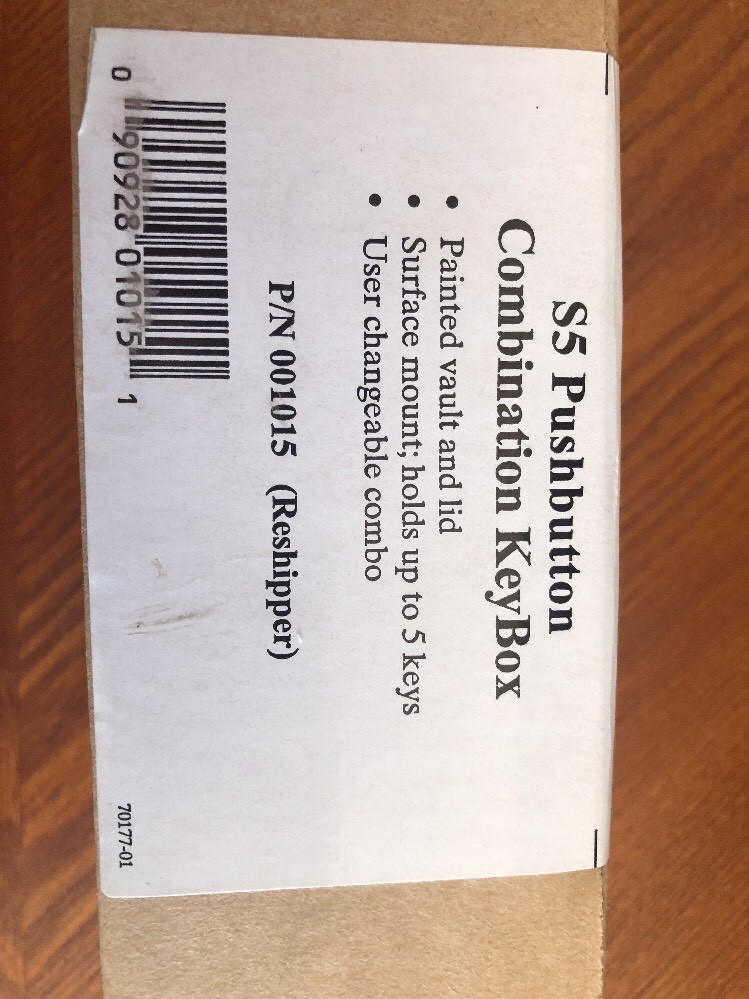 S5 Pushbutton
Combination KeyBox
• Painted vault and lid
• Surface mount; holds up to 5 keys
• User changeable combo
P/N 001015 (Reshipper)
0 90928 01015 1
70177-01